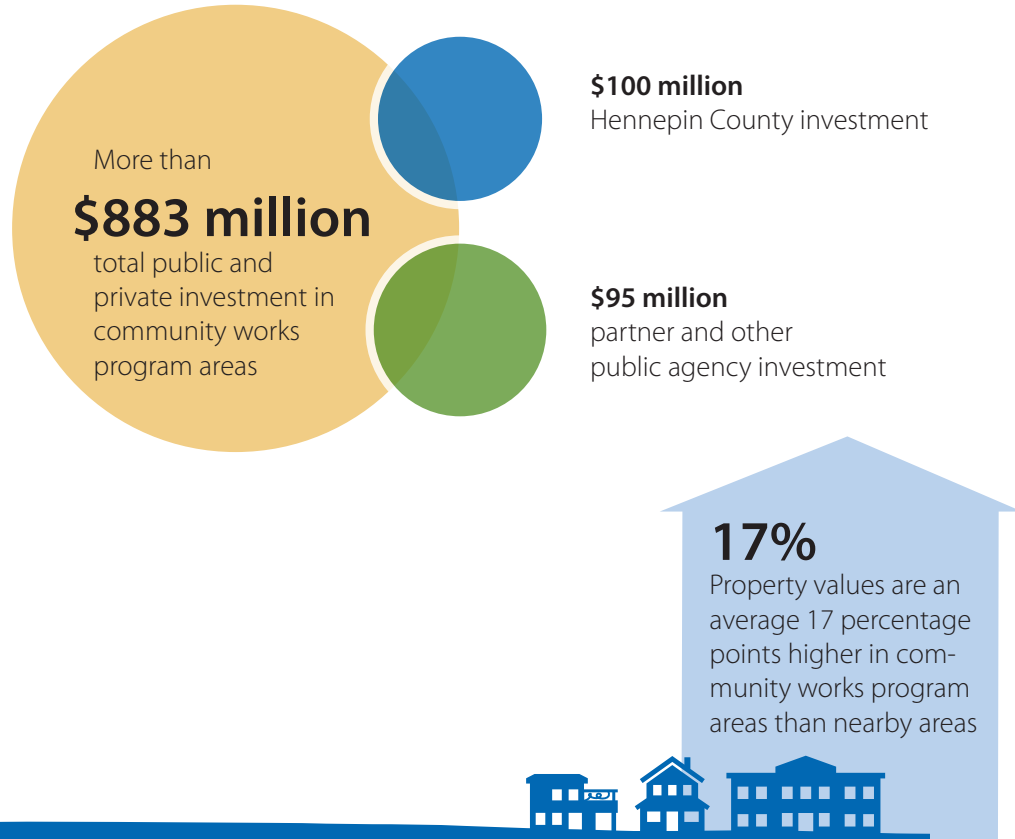 More than
$883 million
total public and
private investment in
community works
program areas
$100 million
Hennepin County investment
$95 million
partner and other
public agency investment
17%
Property values are an
average 17 percentage
points higher in com-
munity works program
areas than nearby areas